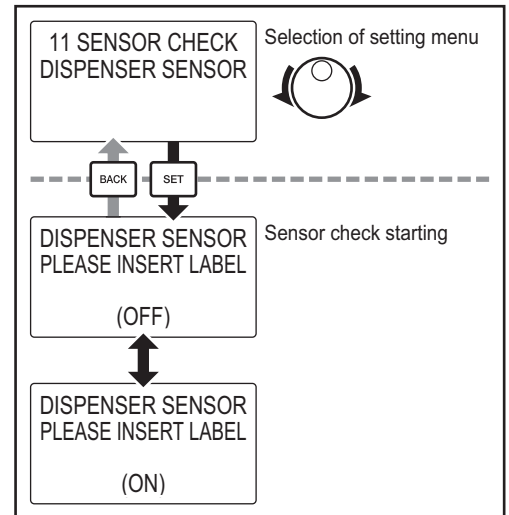 11 SENSOR CHECK
DISPENSER SENSOR
Selection of setting menu
BACK
SET
DISPENSER SENSOR
PLEASE INSERT LABEL
(OFF)
Sensor check starting
DISPENSER SENSOR
PLEASE INSERT LABEL
(ON)